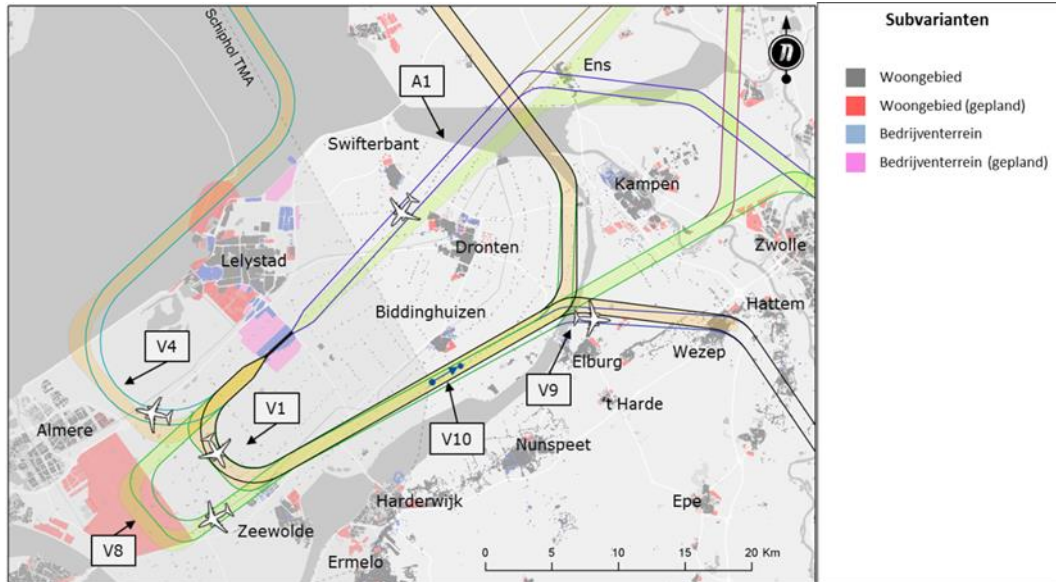 Schiphol TMA
A1
Ens
Swifterbant
Kampen
Lelystad
Dronten
Zwolle
Biddinghuizen
Hattem
V4
Elburg
Wezep
V9
V1
't Harde
Almere
V10
Nunspeet
Harderwijk
Epe
V8
Zeewolde
Ermelo
0 5 10 20 Km
n
Subvarianten
Woongebied
Woongebied (gepland)
Bedrijventerrein
Bedrijventerrein (gepland)